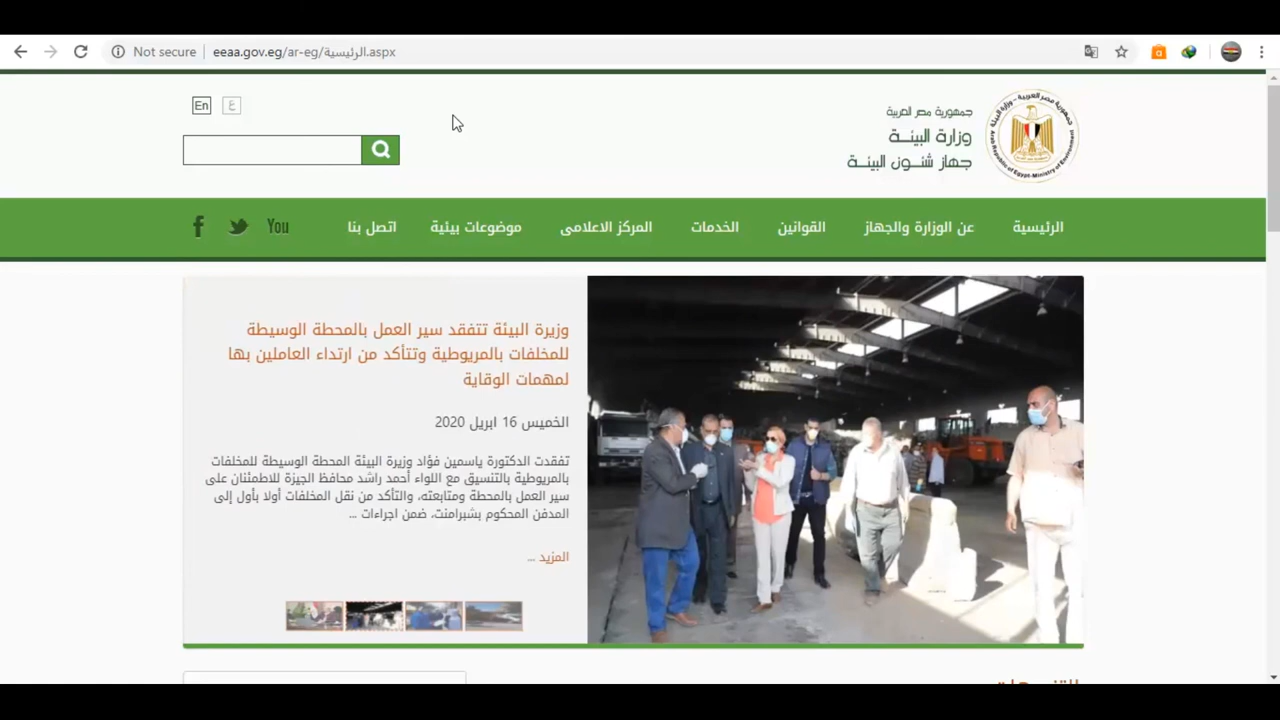 Not secure
eeaa.gov.eg/ar-eg/الرئيسية.aspx
En
ع
جمهورية مصر العربية
وزارة البيئة
جهاز شئون البيئة
الرئيسية
عن الوزارة والجهاز
القوانين
الخدمات
المركز الاعلامى
موضوعات بيئية
اتصل بنا
You
وزيرة البيئة تتفقد سير العمل بالمحطة الوسيطة
للمخلفات بالمريوطية وتتأكد من ارتداء العاملين بها
لمهمات الوقاية
الخميس 16 ابريل 2020
تفقدت الدكتورة ياسمين فؤاد وزيرة البيئة المحطة الوسيطة للمخلفات
بالمريوطية بالتنسيق مع اللواء أحمد راشد محافظ الجيزة للاطمئنان على
سير العمل بالمحطة ومتابعته، والتأكد من نقل المخلفات أولا بأول إلى
المدفن المحكوم بشبرامنت، ضمن اجراءات ...
المزيد ...